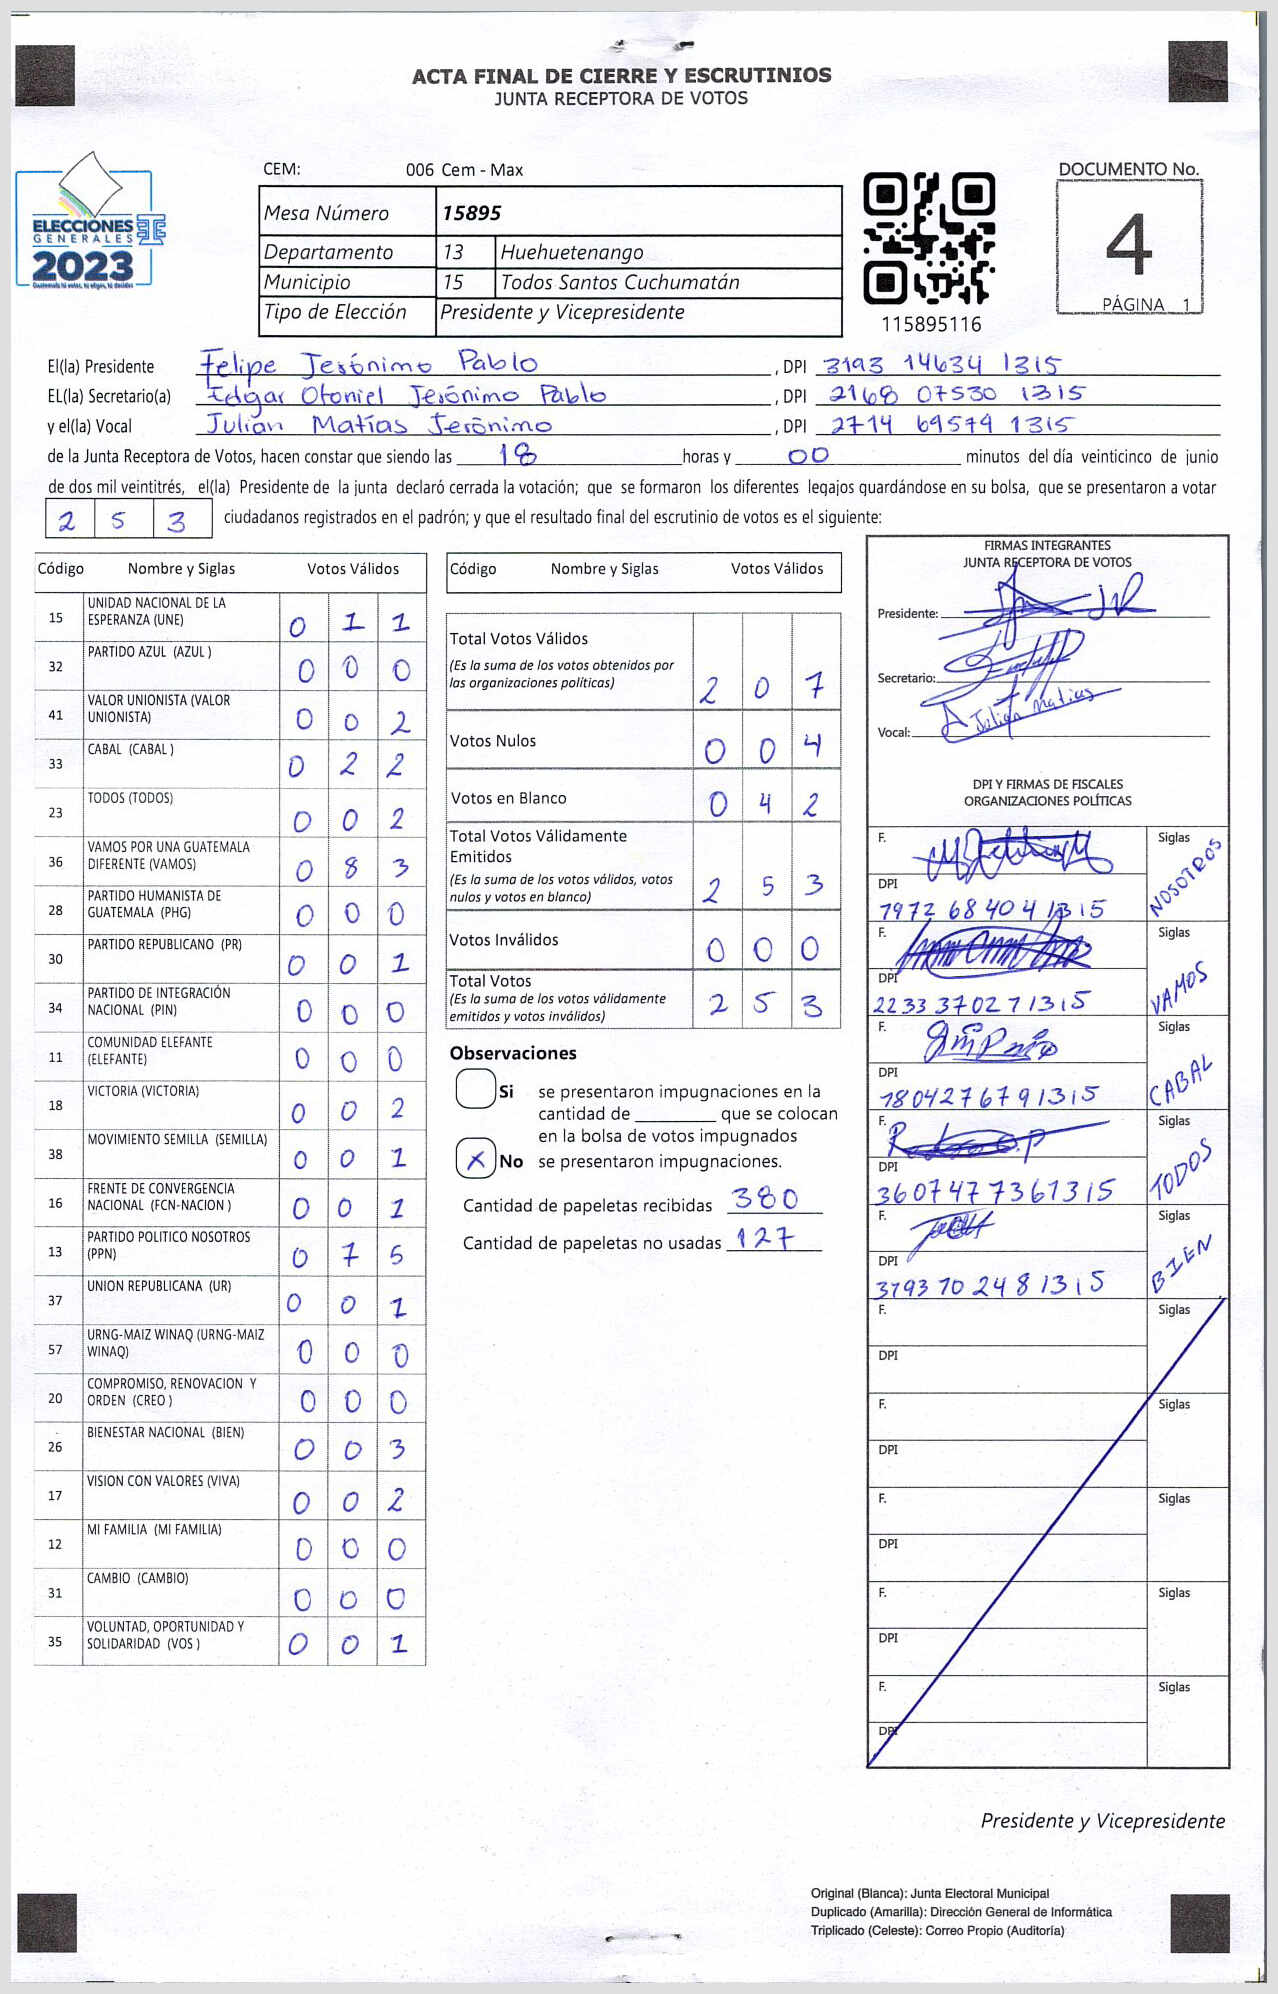 ACTA FINAL DE CIERRE Y ESCRUTINIOS
JUNTA RECEPTORA DE VOTOS
CEM: 006 Cem - Max
DOCUMENTO No.
4
PÁGINA 1
ELECCIONES
GENERALES
2023
Mesa Número 15895
Departamento 13 Huehuetenango
Municipio 15 Todos Santos Cuchumatán
Tipo de Elección Presidente y Vicepresidente
115895116
El(la) Presidente Felipe Jerónimo Pablo , DPI 3193 14634 1315
EL(la) Secretario(a) Edgar Otoniel Jerónimo Pablo , DPI 2168 07530 1315
y el(la) Vocal Julián Matías Jerónimo , DPI 2714 69579 1315
de la Junta Receptora de Votos, hacen constar que siendo las 18 horas y 00 minutos del día veinticinco de junio
de dos mil veintitrés, el(la) Presidente de la junta declaró cerrada la votación; que se formaron los diferentes legajos guardándose en su bolsa, que se presentaron a votar
2 5 3 ciudadanos registrados en el padrón; y que el resultado final del escrutinio de votos es el siguiente:
Código Nombre y Siglas Votos Válidos
15 UNIDAD NACIONAL DE LA
ESPERANZA (UNE) 0 1 1
32 PARTIDO AZUL (AZUL ) 0 0 0
41 VALOR UNIONISTA (VALOR
UNIONISTA) 0 0 2
33 CABAL (CABAL ) 0 2 2
23 TODOS (TODOS) 0 0 2
36 VAMOS POR UNA GUATEMALA
DIFERENTE (VAMOS) 0 8 3
28 PARTIDO HUMANISTA DE
GUATEMALA (PHG) 0 0 0
30 PARTIDO REPUBLICANO (PR) 0 0 1
34 PARTIDO DE INTEGRACIÓN
NACIONAL (PIN) 0 0 0
11 COMUNIDAD ELEFANTE
(ELEFANTE) 0 0 0
18 VICTORIA (VICTORIA) 0 0 2
38 MOVIMIENTO SEMILLA (SEMILLA) 0 0 1
16 FRENTE DE CONVERGENCIA
NACIONAL (FCN-NACION ) 0 0 1
13 PARTIDO POLITICO NOSOTROS
(PPN) 0 7 5
37 UNION REPUBLICANA (UR) 0 0 1
57 URNG-MAIZ WINAQ (URNG-MAIZ
WINAQ) 0 0 0
20 COMPROMISO, RENOVACION Y
ORDEN (CREO ) 0 0 0
26 BIENESTAR NACIONAL (BIEN) 0 0 3
17 VISION CON VALORES (VIVA) 0 0 2
12 MI FAMILIA (MI FAMILIA) 0 0 0
31 CAMBIO (CAMBIO) 0 0 0
35 VOLUNTAD, OPORTUNIDAD Y
SOLIDARIDAD (VOS ) 0 0 1
Código Nombre y Siglas Votos Válidos
Total Votos Válidos
(Es la suma de los votos obtenidos por
las organizaciones políticas) 2 0 7
Votos Nulos 0 0 4
Votos en Blanco 0 4 2
Total Votos Válidamente
Emitidos
(Es la suma de los votos válidos, votos
nulos y votos en blanco) 2 5 3
Votos Inválidos 0 0 0
Total Votos
(Es la suma de los votos válidamente
emitidos y votos inválidos) 2 5 3
Observaciones
Si se presentaron impugnaciones en la
cantidad de ________ que se colocan
en la bolsa de votos impugnados
X No se presentaron impugnaciones.
Cantidad de papeletas recibidas 380
Cantidad de papeletas no usadas 127
FIRMAS INTEGRANTES
JUNTA RECEPTORA DE VOTOS
Presidente:
Secretario:
Vocal: Julián Matías
DPI Y FIRMAS DE FISCALES
ORGANIZACIONES POLÍTICAS
F. Siglas NOSOTROS
DPI
1972 68404 1315
F. Siglas VAMOS
DPI
2233 37027 1315
F. Siglas CABAL
DPI
1804276791315
F. Siglas TODOS
DPI
3607477361315
F. Siglas BIEN
DPI
3793 70248 1315
F. Siglas
DPI
F. Siglas
DPI
F. Siglas
DPI
F. Siglas
DPI
F. Siglas
DPI
Presidente y Vicepresidente
Original (Blanca): Junta Electoral Municipal
Duplicado (Amarilla): Dirección General de Informática
Triplicado (Celeste): Correo Propio (Auditoría)